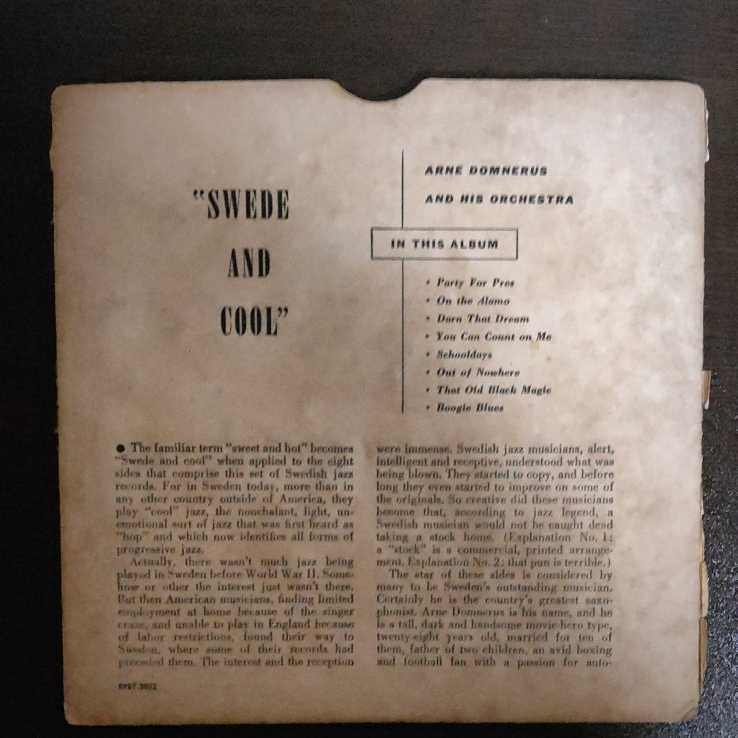 "SWEDE
AND
COOL"
ARNE DOMNERUS
AND HIS ORCHESTRA
IN THIS ALBUM
• Party For Pres
• On the Alamo
• Darn That Dream
• You Can Count on Me
• Schooldays
• Out of Nowhere
• That Old Black Magic
• Boogie Blues
● The familiar term "sweet and hot" becomes
"Swede and cool" when applied to the eight
sides that comprise this set of Swedish jazz
records. For in Sweden today, more than in
any other country outside of America, they
play "cool" jazz, the nonchalant, light, un-
emotional sort of jazz that was first heard as
"bop" and which now identifies all forms of
progressive jazz.
Actually, there wasn't much jazz being
played in Sweden before World War II. Some-
how or other the interest just wasn't there.
But then American musicians, finding limited
employment at home because of the singer
craze, and unable to play in England because
of labor restrictions, found their way to
Sweden, where some of their records had
preceded them. The interest and the reception
were immense. Swedish jazz musicians, alert,
intelligent and receptive, understood what was
being blown. They started to copy, and before
long they even started to improve on some of
the originals. So creative did these musicians
become that, according to jazz legend, a
Swedish musician would not be caught dead
taking a stock home. (Explanation No. 1:
a "stock" is a commercial, printed arrange-
ment. Explanation No. 2: that pun is terrible.)
The star of these sides is considered by
many to be Sweden's outstanding musician.
Certainly he is the country's greatest saxo-
phonist. Arne Domnerus is his name, and he
is a tall, dark and handsome movie-hero type,
twenty-eight years old, married for ten of
them, father of two children, an avid boxing
and football fan with a passion for auto-